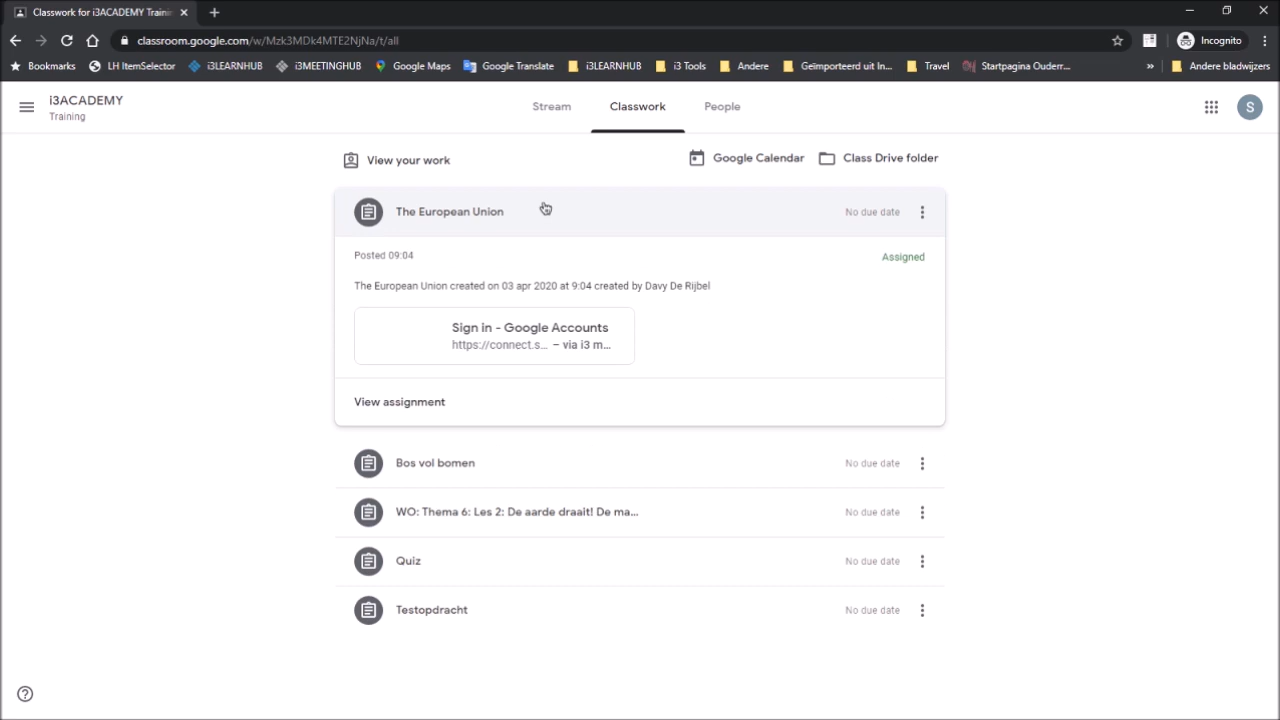 Classwork for i3ACADEMY Trainin
classroom.google.com/w/Mzk3MDk4MTE2NjNa/t/all
Incognito
Bookmarks LH ItemSelector i3LEARNHUB i3MEETINGHUB Google Maps Google Translate i3LEARNHUB i3 Tools Andere Geïmporteerd uit In... Travel Startpagina Ouderr... » Andere bladwijzers
i3ACADEMY
Training
Stream Classwork People
S
View your work Google Calendar Class Drive folder
The European Union No due date
Posted 09:04 Assigned
The European Union created on 03 apr 2020 at 9:04 created by Davy De Rijbel
Sign in - Google Accounts
https://connect.s... – via i3 m...
View assignment
Bos vol bomen No due date
WO: Thema 6: Les 2: De aarde draait! De ma... No due date
Quiz No due date
Testopdracht No due date